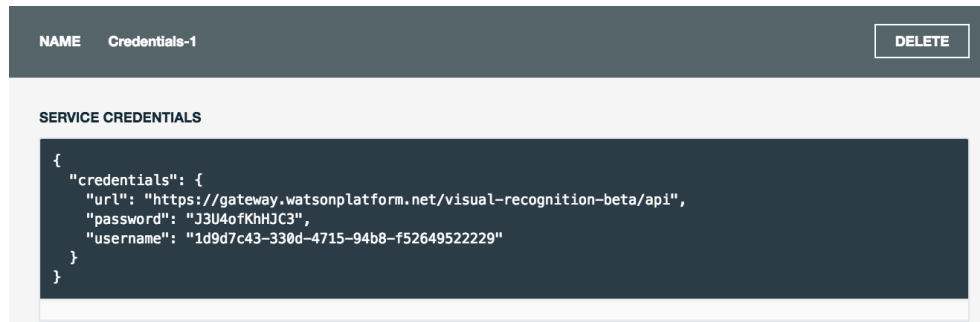 NAME Credentials-1 DELETE
SERVICE CREDENTIALS
{
"credentials": {
"url": "https://gateway.watsonplatform.net/visual-recognition-beta/api",
"password": "J3U4ofKhHJC3",
"username": "1d9d7c43-330d-4715-94b8-f52649522229"
}
}